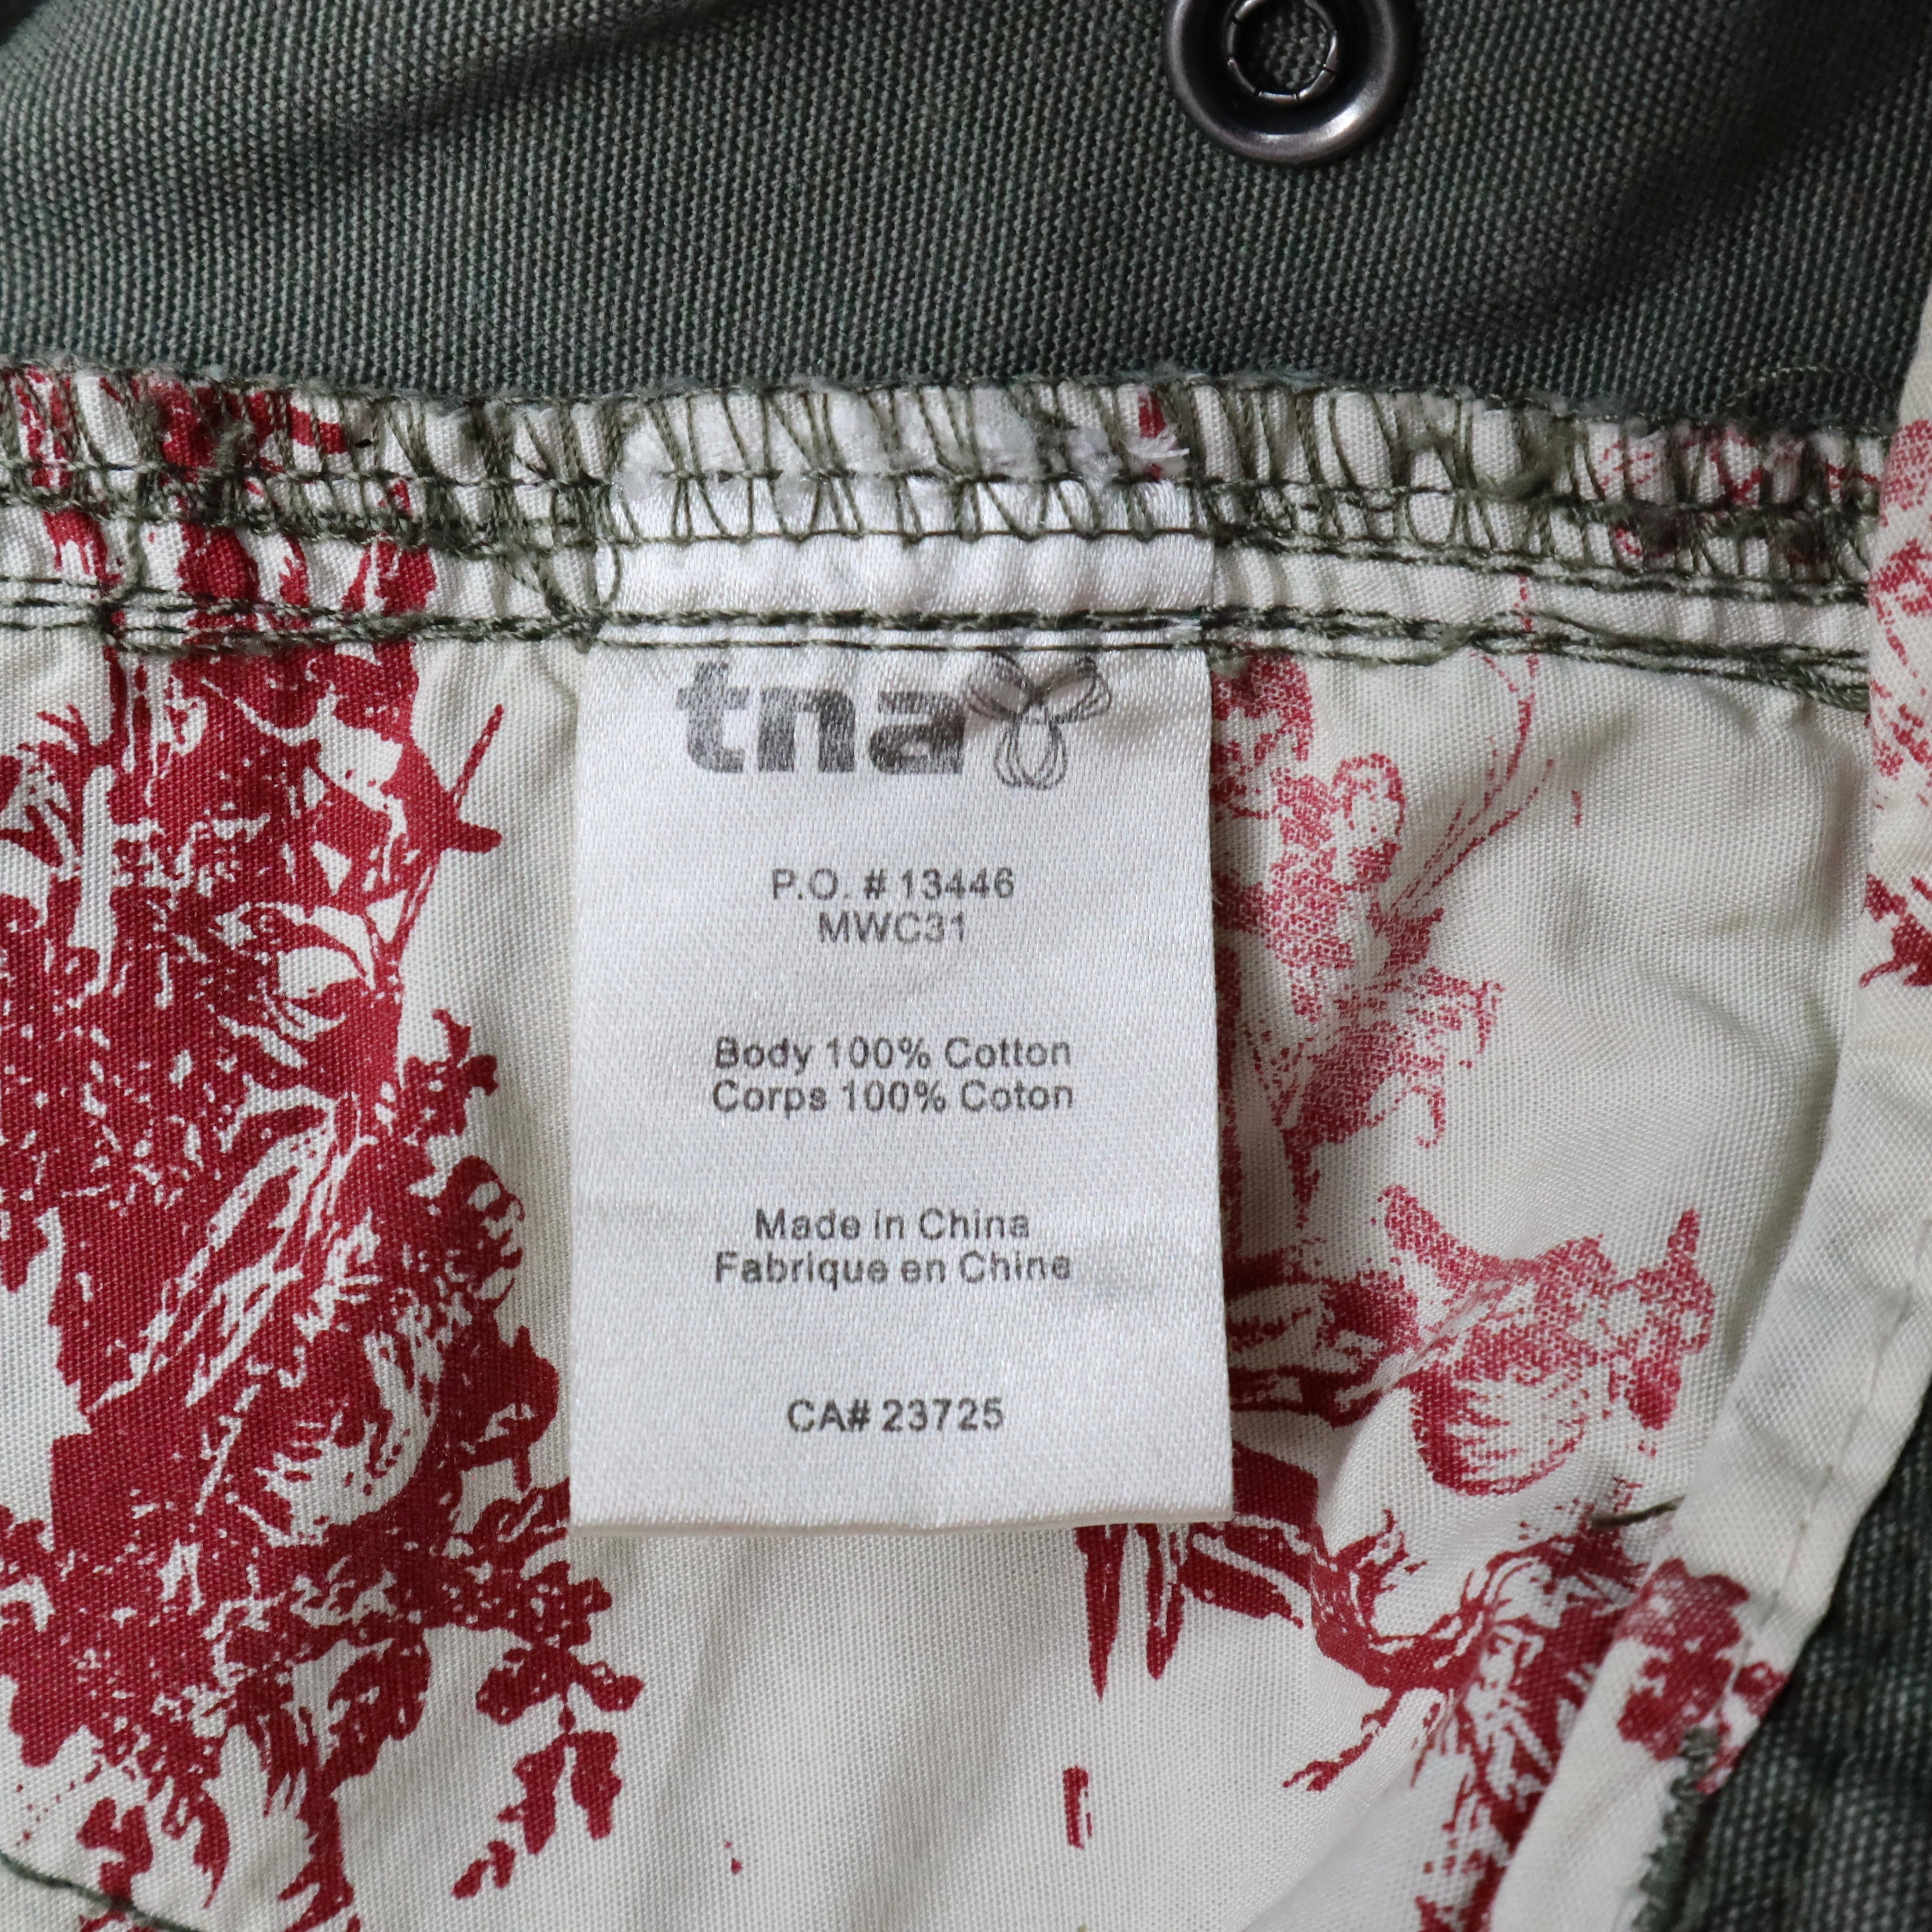 tna
P.O. # 13446
MWC31
Body 100% Cotton
Corps 100% Coton
Made in China
Fabrique en Chine
CA# 23725